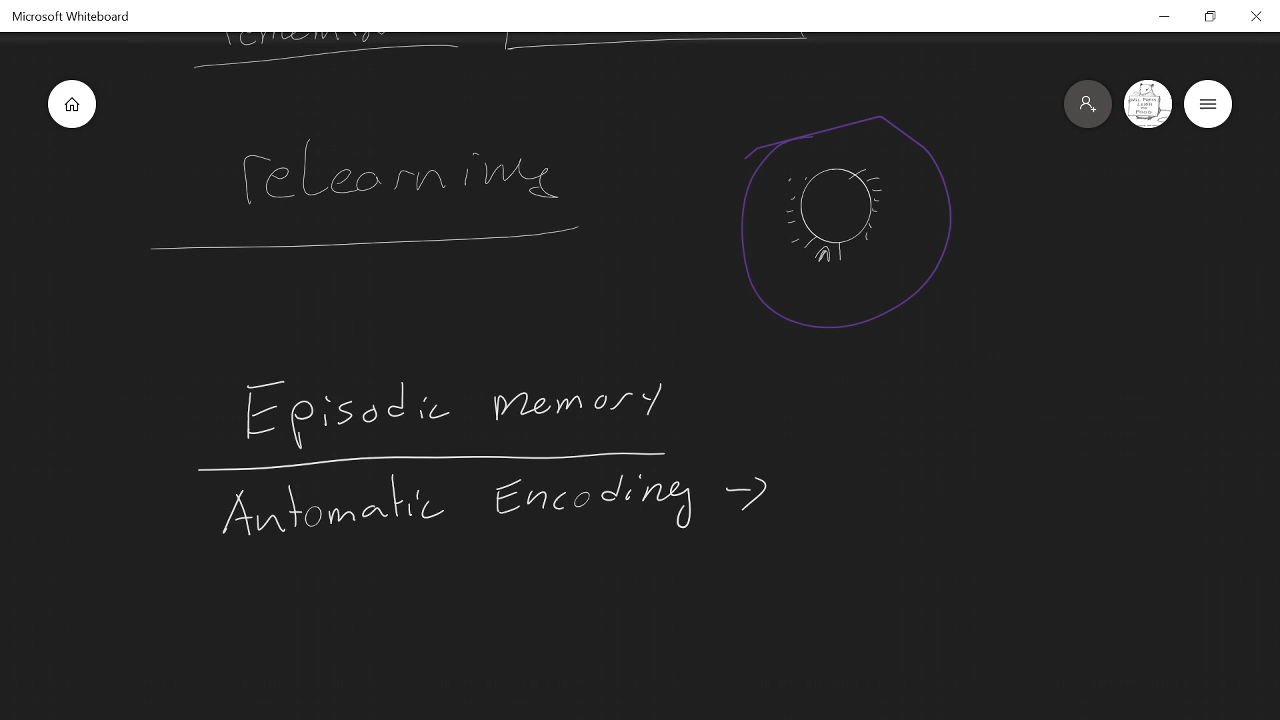 Microsoft Whiteboard
relearning
Episodic memory
Automatic Encoding →